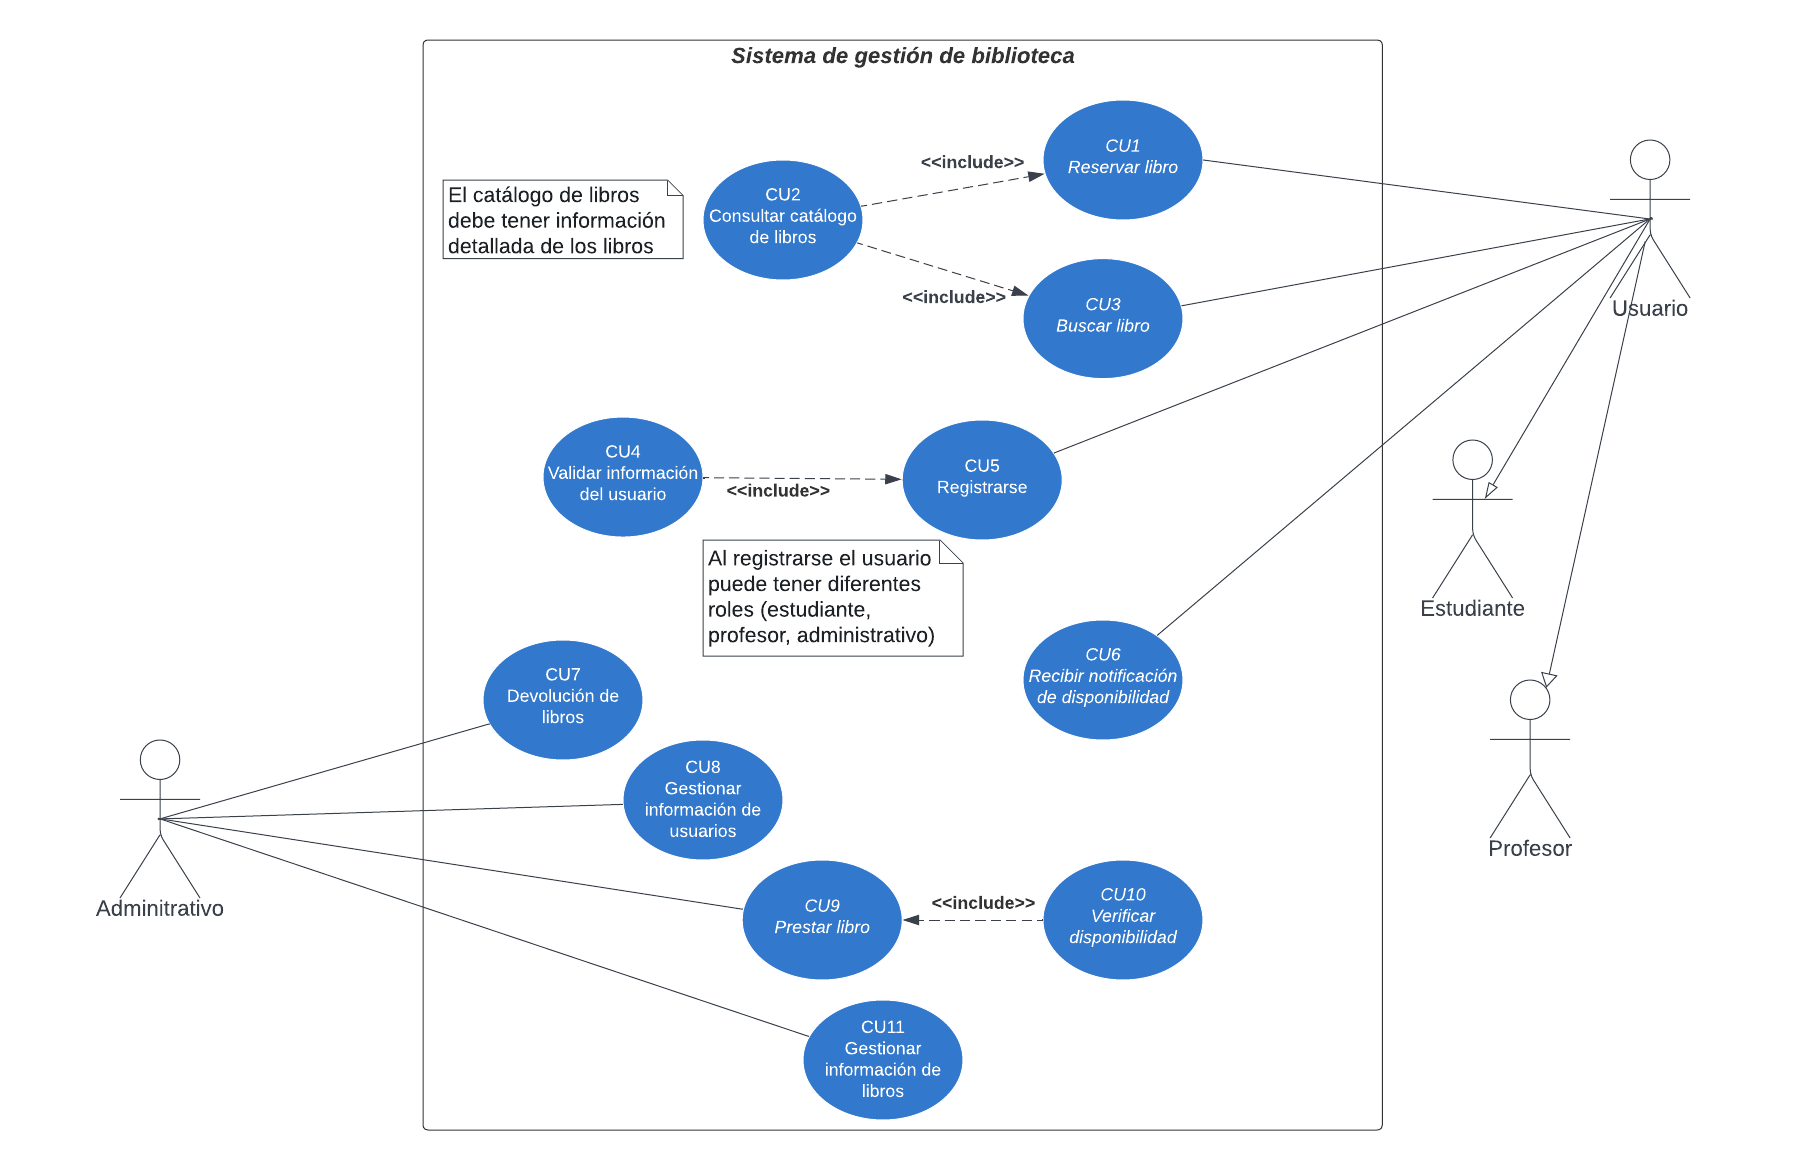 Sistema de gestión de biblioteca
CU1
Reservar libro
<<include>>
El catálogo de libros
debe tener información
detallada de los libros
CU2
Consultar catálogo
de libros
<<include>>
CU3
Buscar libro
Usuario
CU4
Validar información
del usuario
<<include>>
CU5
Registrarse
Al registrarse el usuario
puede tener diferentes
roles (estudiante,
profesor, administrativo)
Estudiante
CU6
Recibir notificación
de disponibilidad
CU7
Devolución de
libros
CU8
Gestionar
información de
usuarios
Profesor
Adminitrativo
CU9
Prestar libro
<<include>>
CU10
Verificar
disponibilidad
CU11
Gestionar
información de
libros